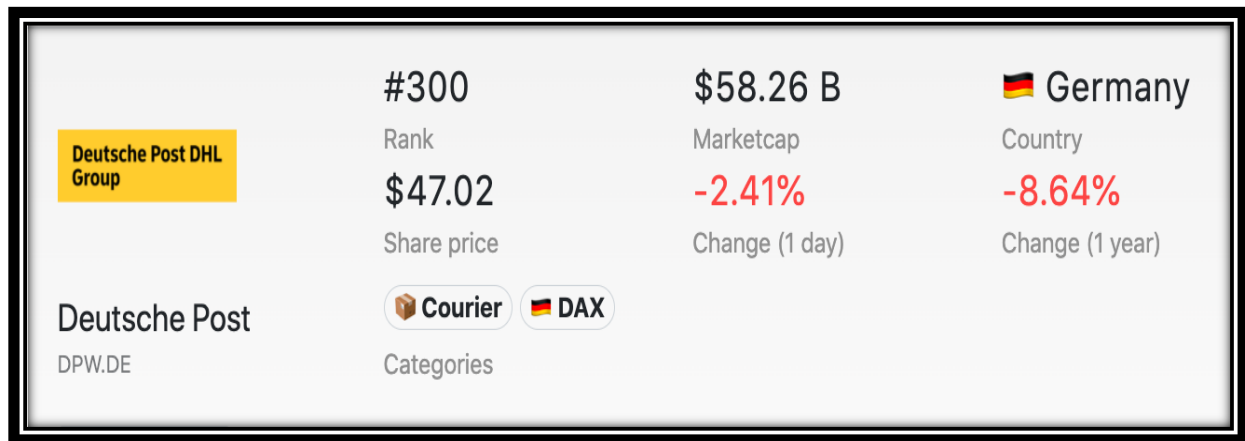 Deutsche Post DHL
Group
Deutsche Post
DPW.DE
#300
Rank
$58.26 B
Marketcap
🇩🇪 Germany
Country
$47.02
Share price
-2.41%
Change (1 day)
-8.64%
Change (1 year)
📦 Courier 🇩🇪 DAX
Categories